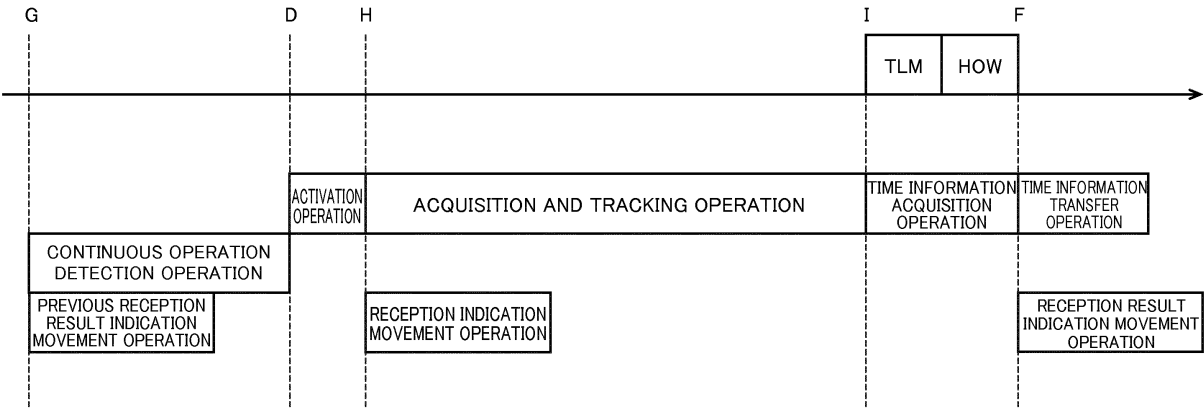 G D H I F
TLM HOW
ACTIVATION
OPERATION
ACQUISITION AND TRACKING OPERATION
TIME INFORMATION
ACQUISITION
OPERATION
TIME INFORMATION
TRANSFER
OPERATION
CONTINUOUS OPERATION
DETECTION OPERATION
PREVIOUS RECEPTION
RESULT INDICATION
MOVEMENT OPERATION
RECEPTION INDICATION
MOVEMENT OPERATION
RECEPTION RESULT
INDICATION MOVEMENT
OPERATION